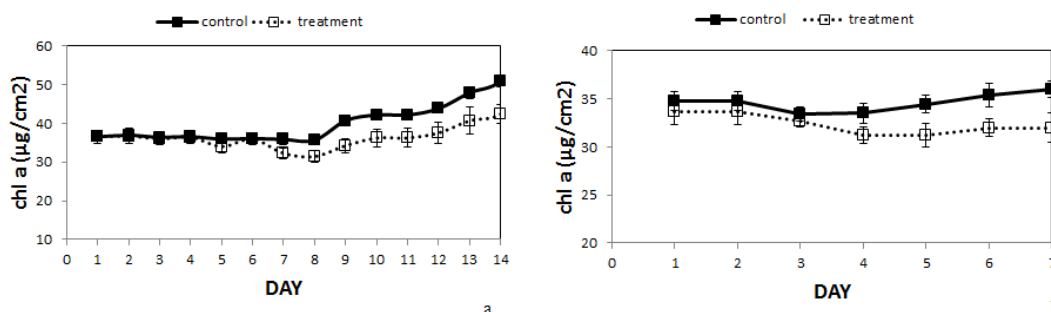 control treatment
60
50
40
30
20
10
chl a (µg/cm2)
0 1 2 3 4 5 6 7 8 9 10 11 12 13 14
DAY
a
control treatment
40
35
30
25
20
chl a (µg/cm2)
0 1 2 3 4 5 6 7
DAY